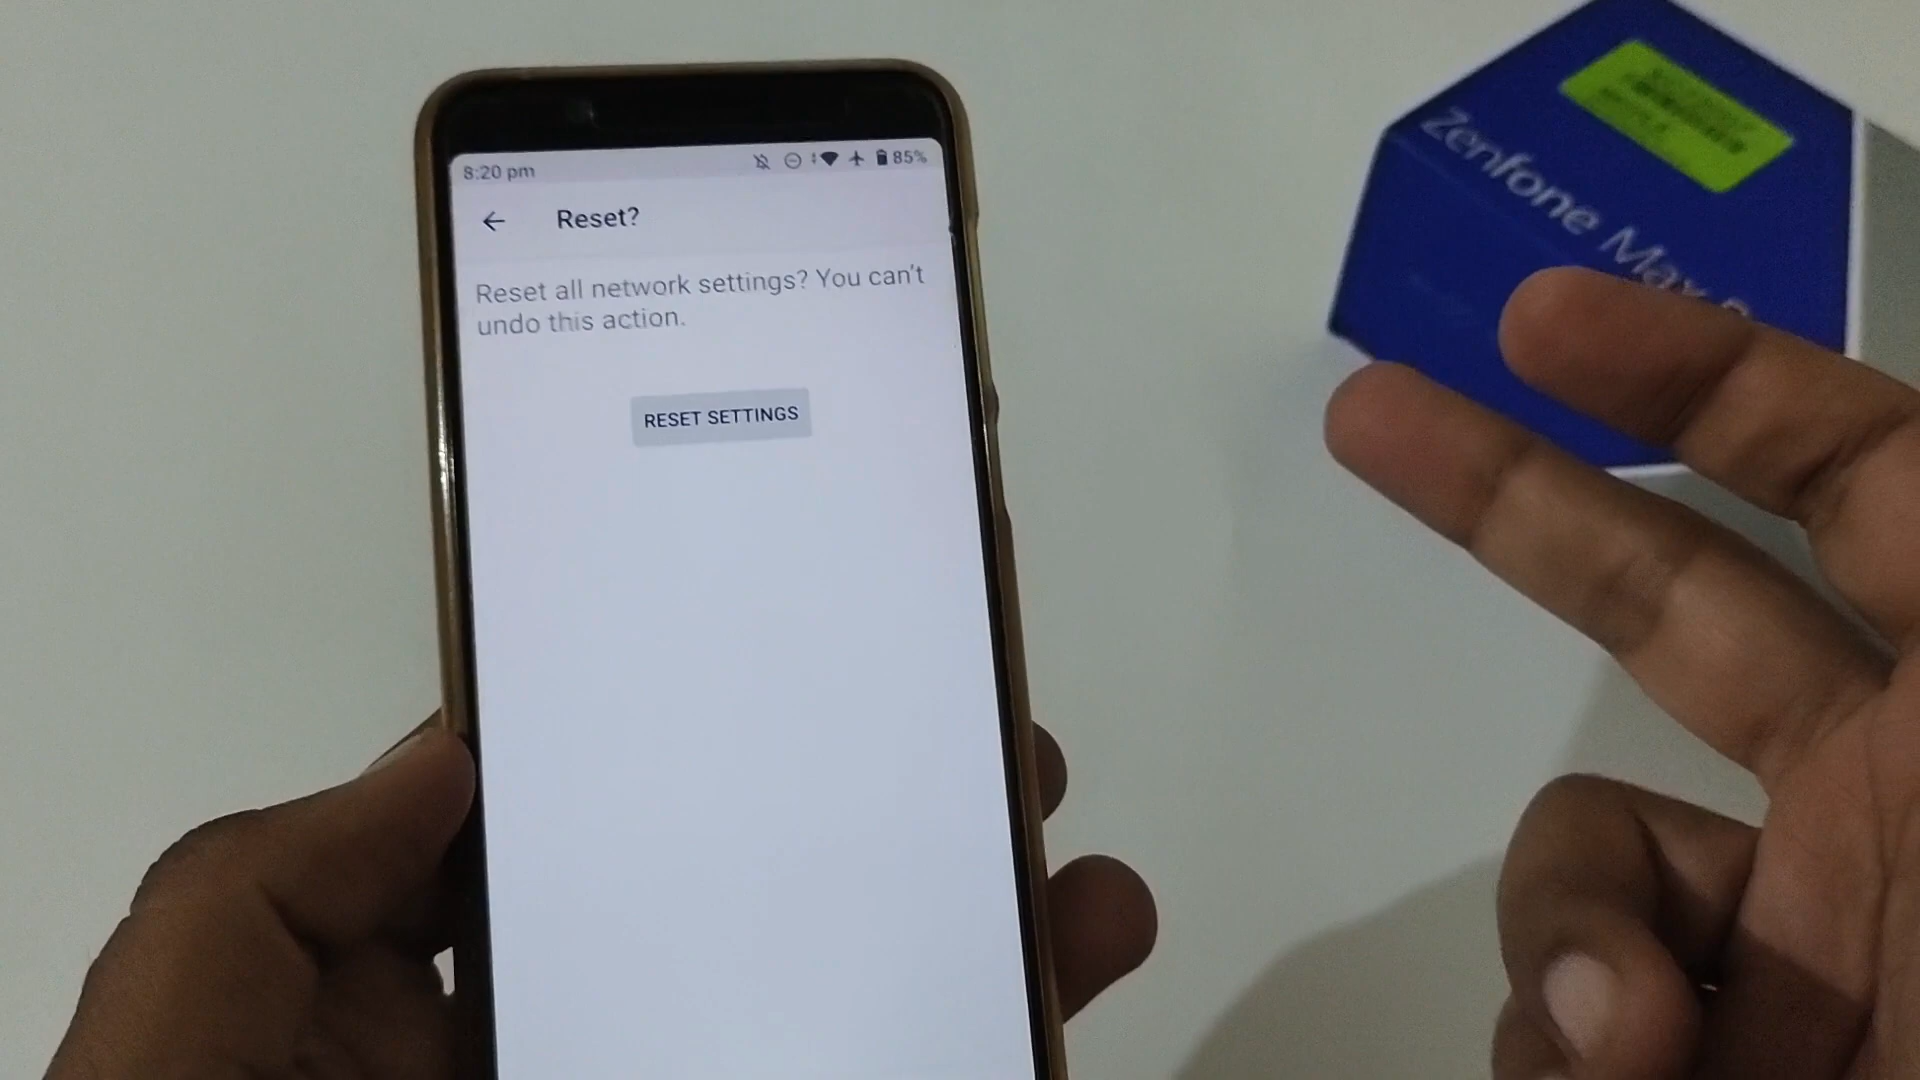 8:20 pm
85%
Reset?
Reset all network settings? You can't
undo this action.
RESET SETTINGS
Zenfone Max